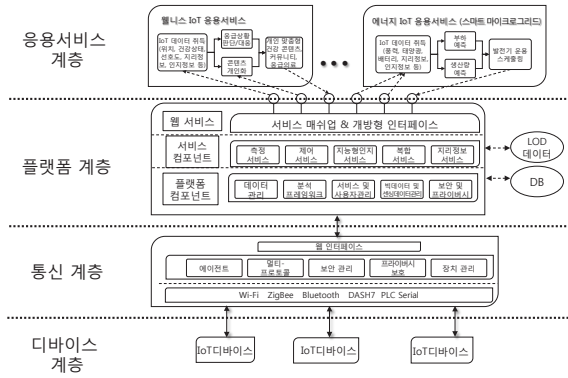 응용서비스
계층
웰니스 IoT 응용서비스
IoT 데이터 취득
(위치, 건강상태,
선호도, 지리정
보, 인지정보 등)
응급상황
판단/대응
콘텐츠
개인화
개인 맞춤형
건강 콘텐츠,
커뮤니티,
응급의료
에너지 IoT 응용서비스 (스마트 마이크로그리드)
IoT 데이터 취득
(풍력, 태양광,
배터리, 지리정보,
인지정보 등)
부하
예측
생산량
예측
발전기 운용
스케줄링
플랫폼 계층
웹 서비스
서비스 매쉬업 & 개방형 인터페이스
서비스
컴포넌트
측정
서비스
제어
서비스
지능형인지
서비스
복합
서비스
지리정보
서비스
플랫폼
컴포넌트
데이터
관리
분석
프레임워크
서비스 및
사용자관리
빅데이터 및
센싱데이터관리
보안 및
프라이버시
LOD
데이터
DB
통신 계층
웹 인터페이스
에이전트
멀티-
프로토콜
보안 관리
프라이버시
보호
장치 관리
Wi-Fi ZigBee Bluetooth DASH7 PLC Serial
디바이스
계층
IoT디바이스
IoT디바이스
IoT디바이스